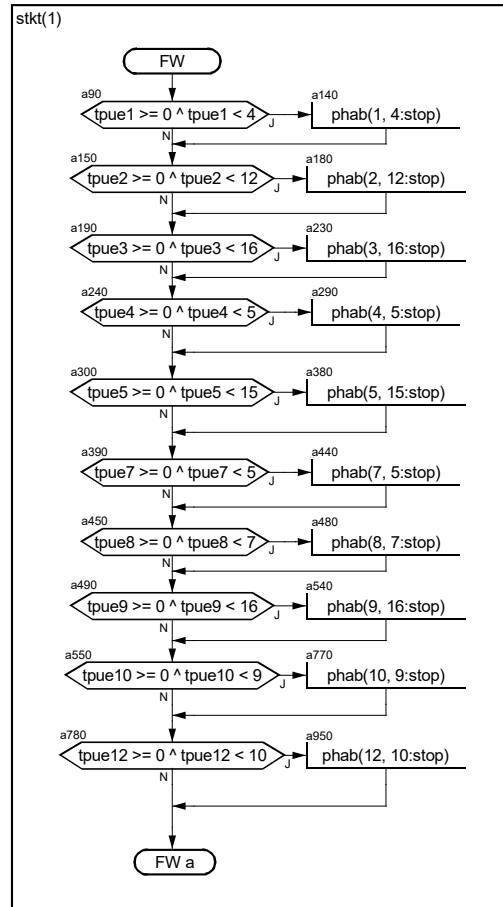 stkt(1)
FW
a90
tpue1 >= 0 ^ tpue1 < 4
J
N
a140
phab(1, 4:stop)
a150
tpue2 >= 0 ^ tpue2 < 12
J
N
a180
phab(2, 12:stop)
a190
tpue3 >= 0 ^ tpue3 < 16
J
N
a230
phab(3, 16:stop)
a240
tpue4 >= 0 ^ tpue4 < 5
J
N
a290
phab(4, 5:stop)
a300
tpue5 >= 0 ^ tpue5 < 15
J
N
a380
phab(5, 15:stop)
a390
tpue7 >= 0 ^ tpue7 < 5
J
N
a440
phab(7, 5:stop)
a450
tpue8 >= 0 ^ tpue8 < 7
J
N
a480
phab(8, 7:stop)
a490
tpue9 >= 0 ^ tpue9 < 16
J
N
a540
phab(9, 16:stop)
a550
tpue10 >= 0 ^ tpue10 < 9
J
N
a770
phab(10, 9:stop)
a780
tpue12 >= 0 ^ tpue12 < 10
J
N
a950
phab(12, 10:stop)
FW a